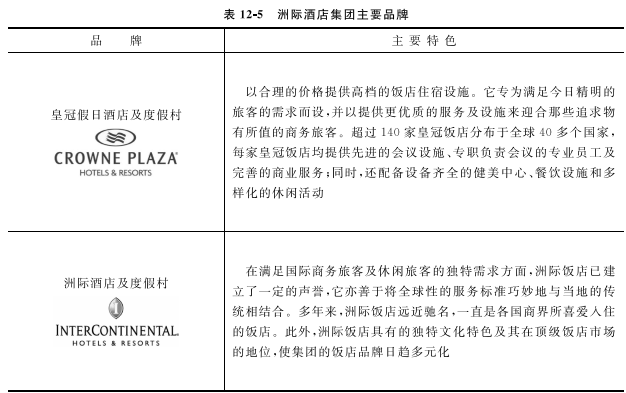 表 12-5 洲际酒店集团主要品牌
品 牌
主要特色
皇冠假日酒店及度假村
CROWNE PLAZA
HOTELS & RESORTS
以合理的价格提供高档的饭店住宿设施。它专为满足今日精明的
旅客的需求而设,并以提供更优质的服务及设施来迎合那些追求物
有所值的商务旅客。超过 140 家皇冠饭店分布于全球 40 多个国家,
每家皇冠饭店均提供先进的会议设施、专职负责会议的专业员工及
完善的商业服务;同时,还配备设备齐全的健美中心、餐饮设施和多
样化的休闲活动
洲际酒店及度假村
INTERCONTINENTAL
HOTELS & RESORTS
在满足国际商务旅客及休闲旅客的独特需求方面,洲际饭店已建
立了一定的声誉,它亦善于将全球性的服务标准巧妙地与当地的传
统相结合。多年来,洲际饭店远近驰名,一直是各国商界所喜爱入住
的饭店。此外,洲际饭店具有的独特文化特色及其在顶级饭店市场
的地位,使集团的饭店品牌日趋多元化